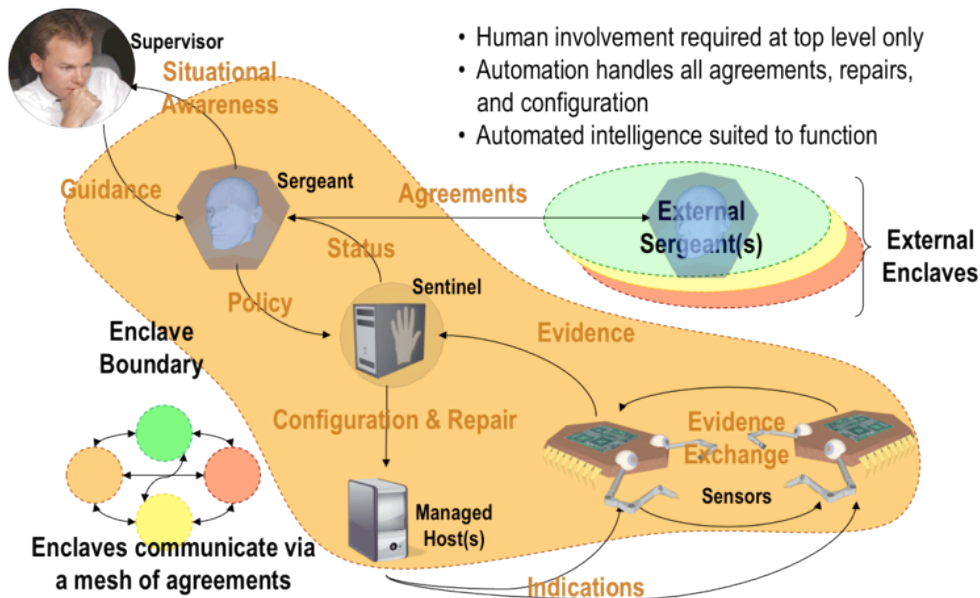 Supervisor
Situational
Awareness
• Human involvement required at top level only
• Automation handles all agreements, repairs,
and configuration
• Automated intelligence suited to function
Guidance
Sergeant
Agreements
External
Sergeant(s)
External
Enclaves
Status
Policy
Sentinel
Enclave
Boundary
Evidence
Configuration & Repair
Evidence
Exchange
Sensors
Managed
Host(s)
Enclaves communicate via
a mesh of agreements
Indications